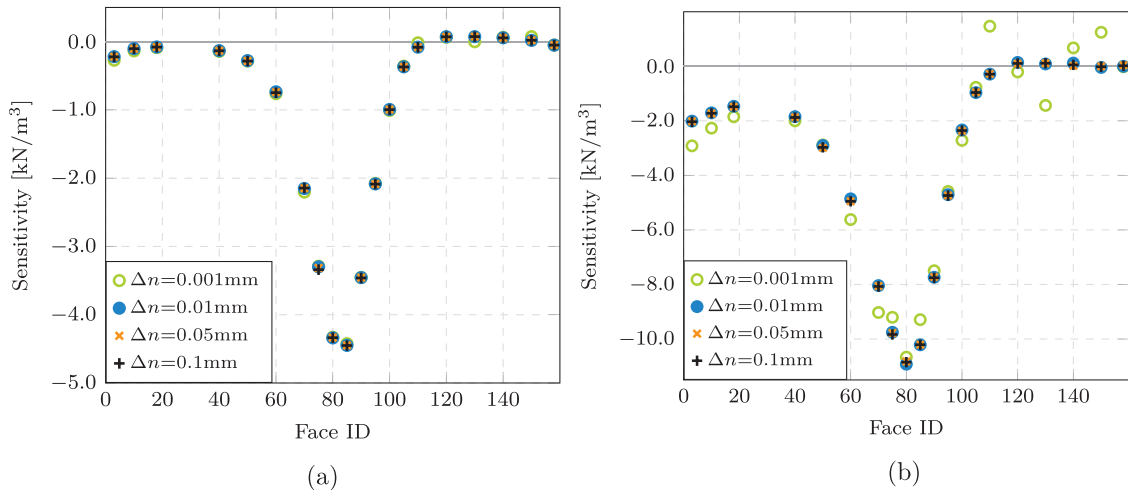 0.0
−1.0
−2.0
−3.0
−4.0
−5.0
Sensitivity [kN/m³]
Δn=0.001mm
Δn=0.01mm
Δn=0.05mm
Δn=0.1mm
0 20 40 60 80 100 120 140
Face ID
(a)
0.0
−2.0
−4.0
−6.0
−8.0
−10.0
Sensitivity [kN/m³]
Δn=0.001mm
Δn=0.01mm
Δn=0.05mm
Δn=0.1mm
0 20 40 60 80 100 120 140
Face ID
(b)